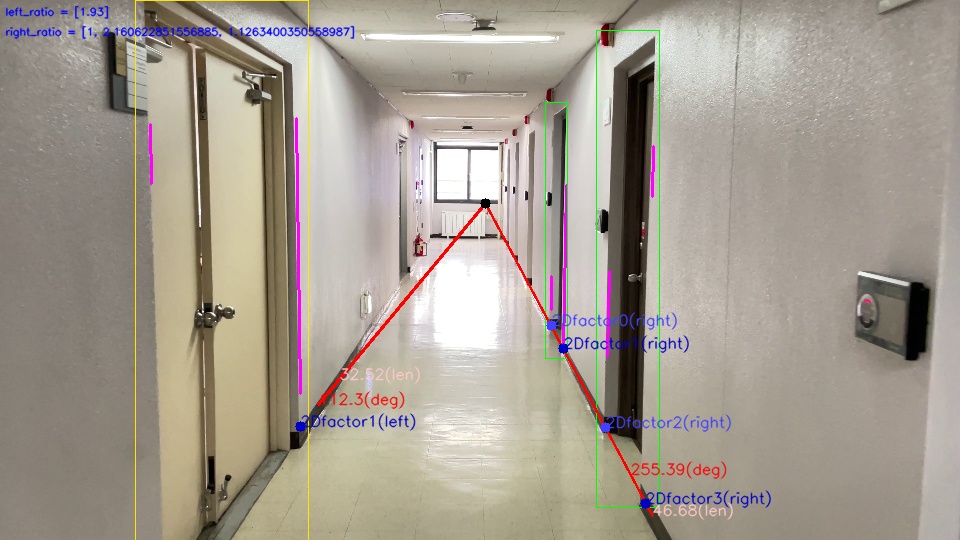 left_ratio = [1.93]
right_ratio = [1, 2.160622851556885, 1.1263400350558987]
2Dfactor0(right)
2Dfactor1(right)
32.52(len)
112.3(deg)
2Dfactor1(left)
2Dfactor2(right)
255.39(deg)
2Dfactor3(right)
46.68(len)